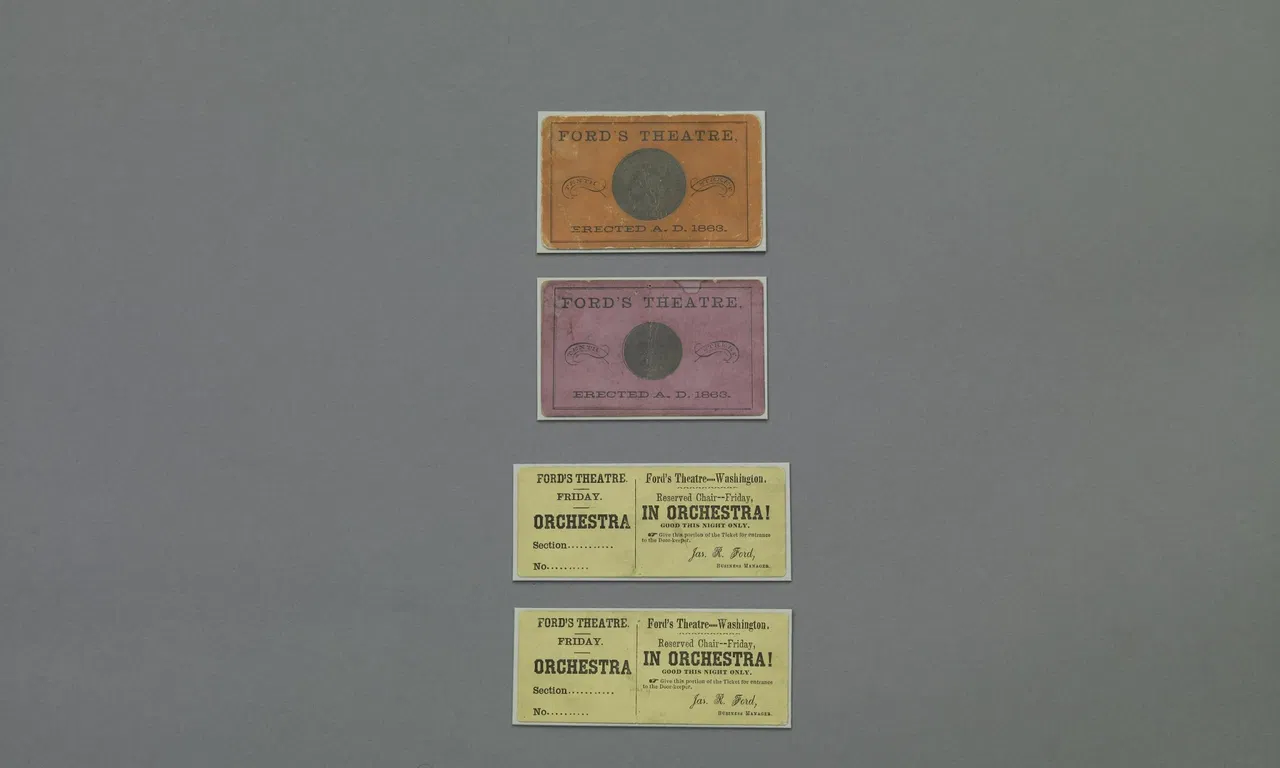 FORD'S THEATRE,
TENTH STREET
ERECTED A. D. 1863.
FORD'S THEATRE,
TENTH STREET
ERECTED A. D. 1863.
FORD'S THEATRE.
FRIDAY.
ORCHESTRA
Section...........
No..........
Ford's Theatre—Washington.
Reserved Chair--Friday,
IN ORCHESTRA!
GOOD THIS NIGHT ONLY.
☛ Give this portion of the Ticket for entrance
to the Door-keeper.
Jas. R. Ford,
BUSINESS MANAGER.
FORD'S THEATRE.
FRIDAY.
ORCHESTRA
Section...........
No..........
Ford's Theatre—Washington.
Reserved Chair--Friday,
IN ORCHESTRA!
GOOD THIS NIGHT ONLY.
☛ Give this portion of the Ticket for entrance
to the Door-keeper.
Jas. R. Ford,
BUSINESS MANAGER.